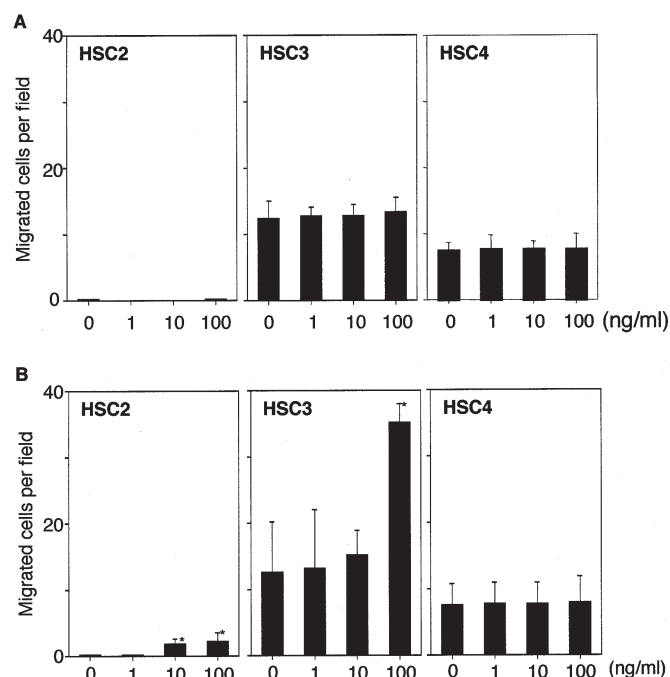 A
HSC2
HSC3
HSC4
Migrated cells per field
40
20
0
0 1 10 100
0 1 10 100
0 1 10 100 (ng/ml)
B
HSC2
HSC3
HSC4
Migrated cells per field
40
20
0
*
*
*
0 1 10 100
0 1 10 100
0 1 10 100 (ng/ml)